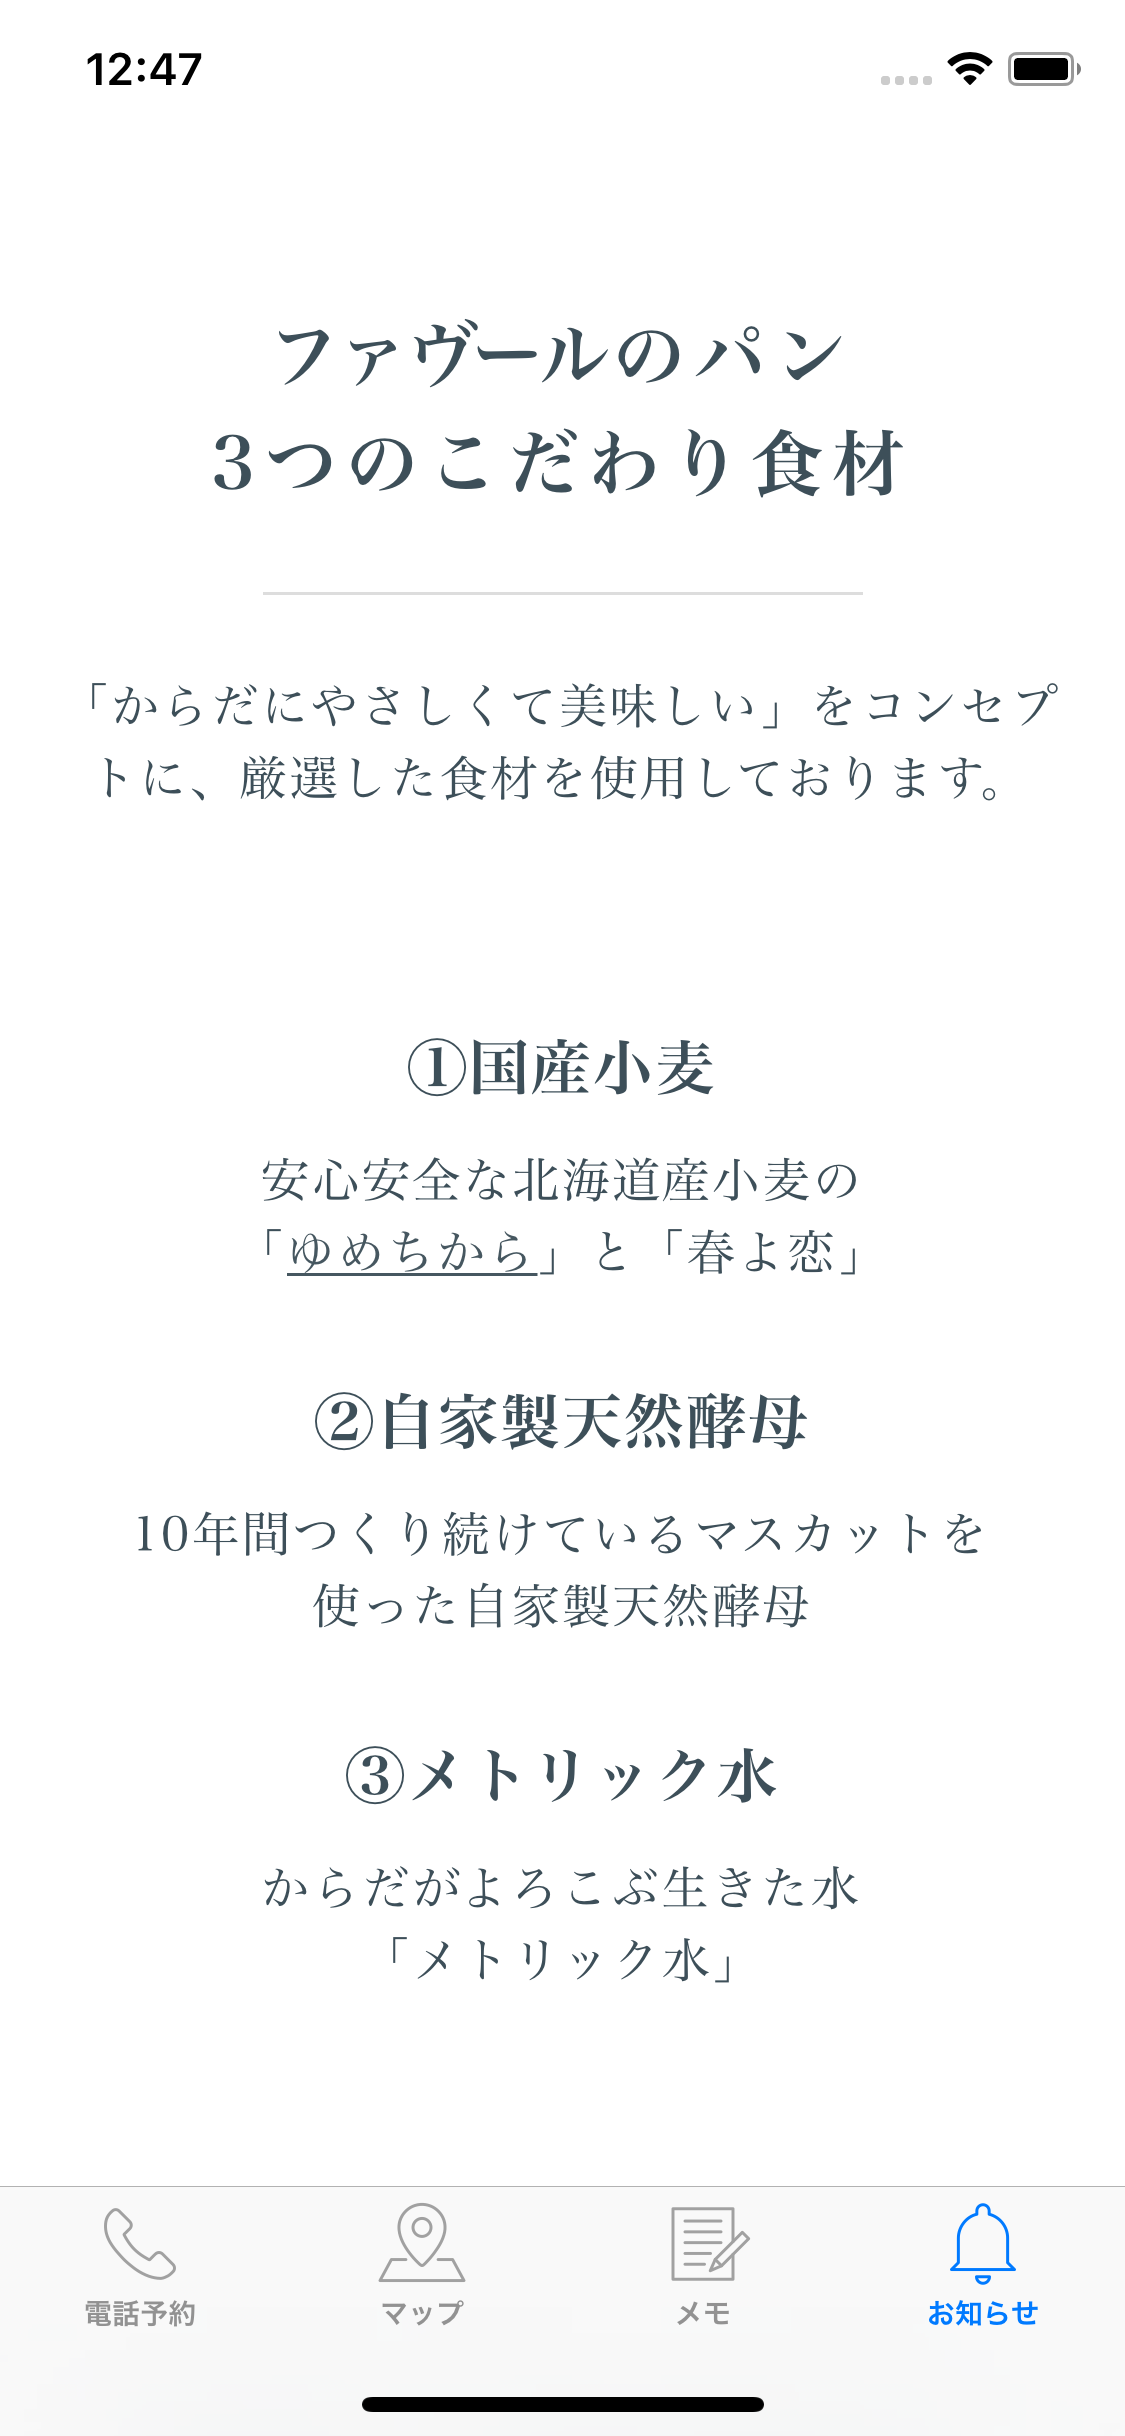 12:47
ファヴールのパン
3つのこだわり食材
「からだにやさしくて美味しい」をコンセプ
トに、厳選した食材を使用しております。
①国産小麦
安心安全な北海道産小麦の
「ゆめちから」と「春よ恋」
②自家製天然酵母
10年間つくり続けているマスカットを
使った自家製天然酵母
③メトリック水
からだがよろこぶ生きた水
「メトリック水」
電話予約
マップ
メモ
お知らせ